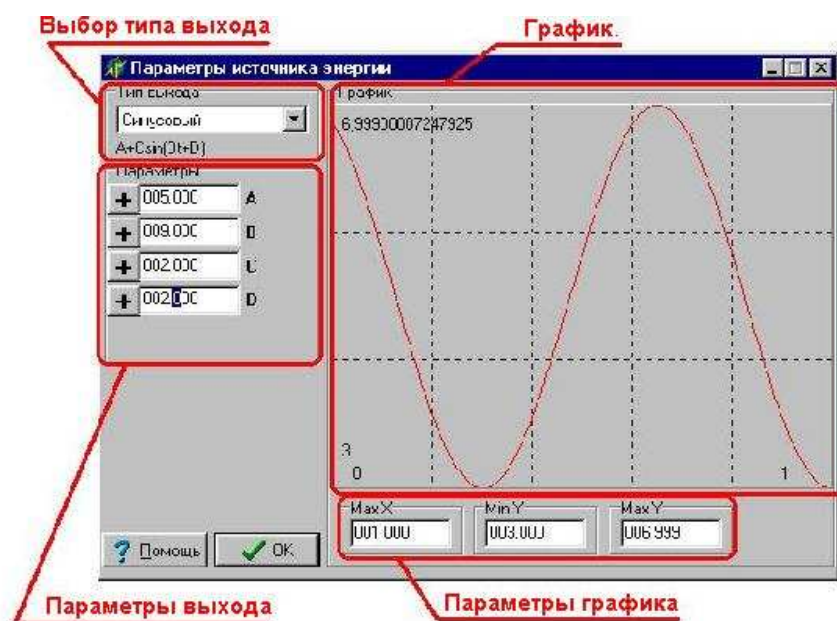 Выбор типа выхода
График.
Параметры источника энергии
Тип выхода
Синусовый
A+Csin(Bt+D)
Параметры
005.000 A
009.000 B
002.000 C
002.000 D
График
6,99900007247925
3
0
1
MaxX
MinY
MaxY
001.000
003.000
006.999
Помощь
OK
Параметры выхода
Параметры графика